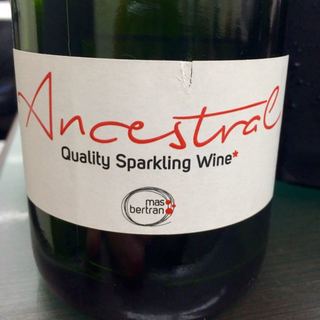 Ancestral
Quality Sparkling Wine*
mas
bertran